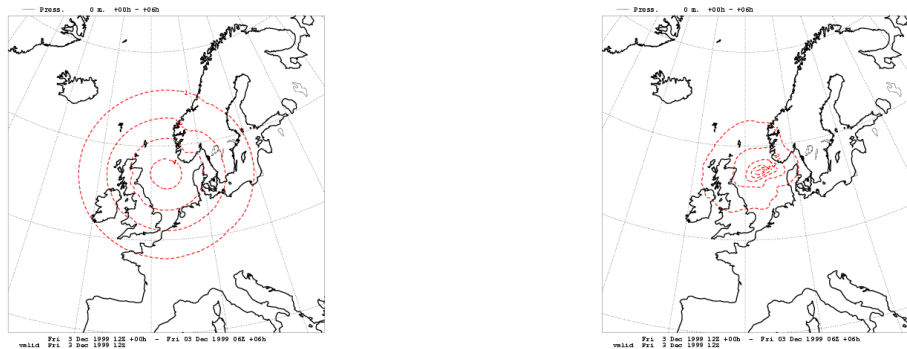 Press. 0 m. +00h - +06h
Press. 0 m. +00h - +06h
Fri 3 Dec 1999 12Z +00h - Fri 03 Dec 1999 06Z +06h
valid Fri 3 Dec 1999 12Z
Fri 3 Dec 1999 12Z +00h - Fri 03 Dec 1999 06Z +06h
valid Fri 3 Dec 1999 12Z